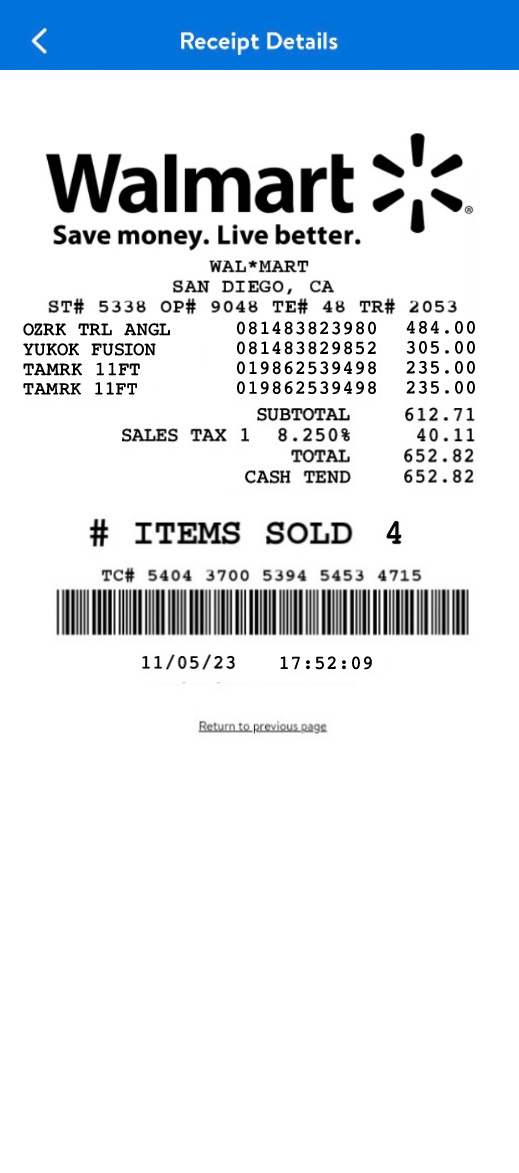 Receipt Details
Walmart
®
Save money. Live better.
WAL*MART
SAN DIEGO, CA
ST# 5338 OP# 9048 TE# 48 TR# 2053
OZRK TRL ANGL 081483823980 484.00
YUKOK FUSION 081483829852 305.00
TAMRK 11FT 019862539498 235.00
TAMRK 11FT 019862539498 235.00
SUBTOTAL 612.71
SALES TAX 1 8.250% 40.11
TOTAL 652.82
CASH TEND 652.82
# ITEMS SOLD 4
TC# 5404 3700 5394 5453 4715
11/05/23 17:52:09
Return to previous page